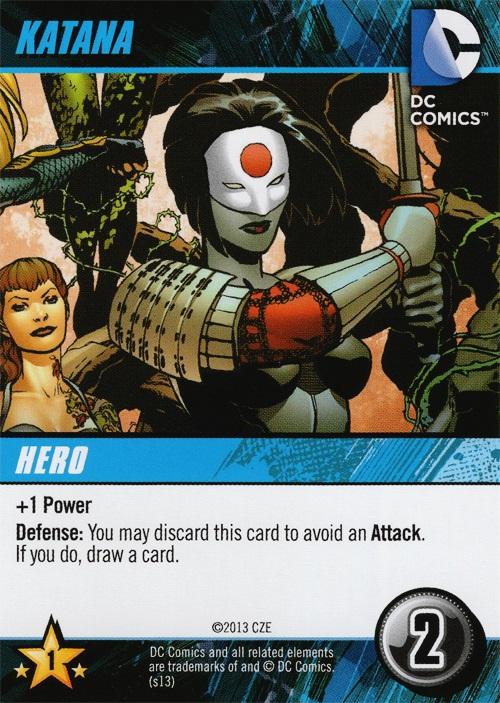 KATANA
DC COMICS™
HERO
+1 Power
Defense: You may discard this card to avoid an Attack.
If you do, draw a card.
©2013 CZE
1
DC Comics and all related elements
are trademarks of and © DC Comics.
(s13)
2